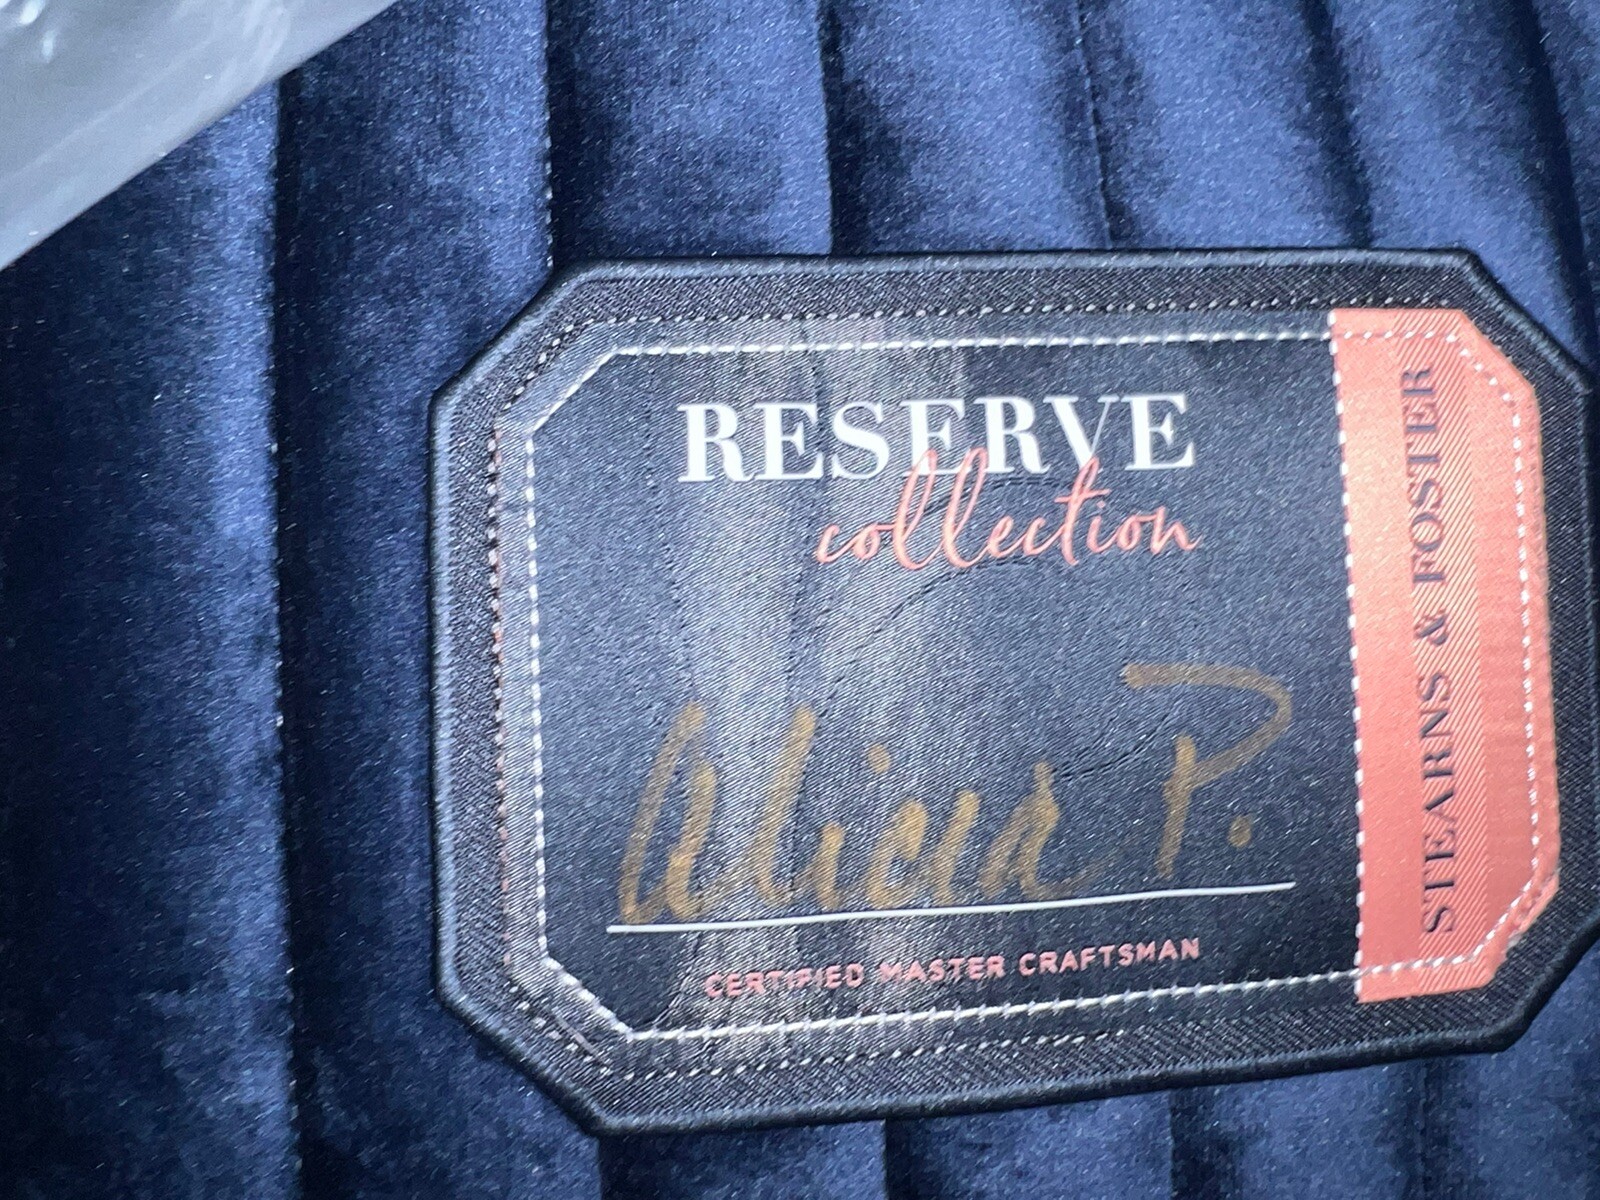 RESERVE
collection
Alicia P.
CERTIFIED MASTER CRAFTSMAN
STEARNS & FOSTER